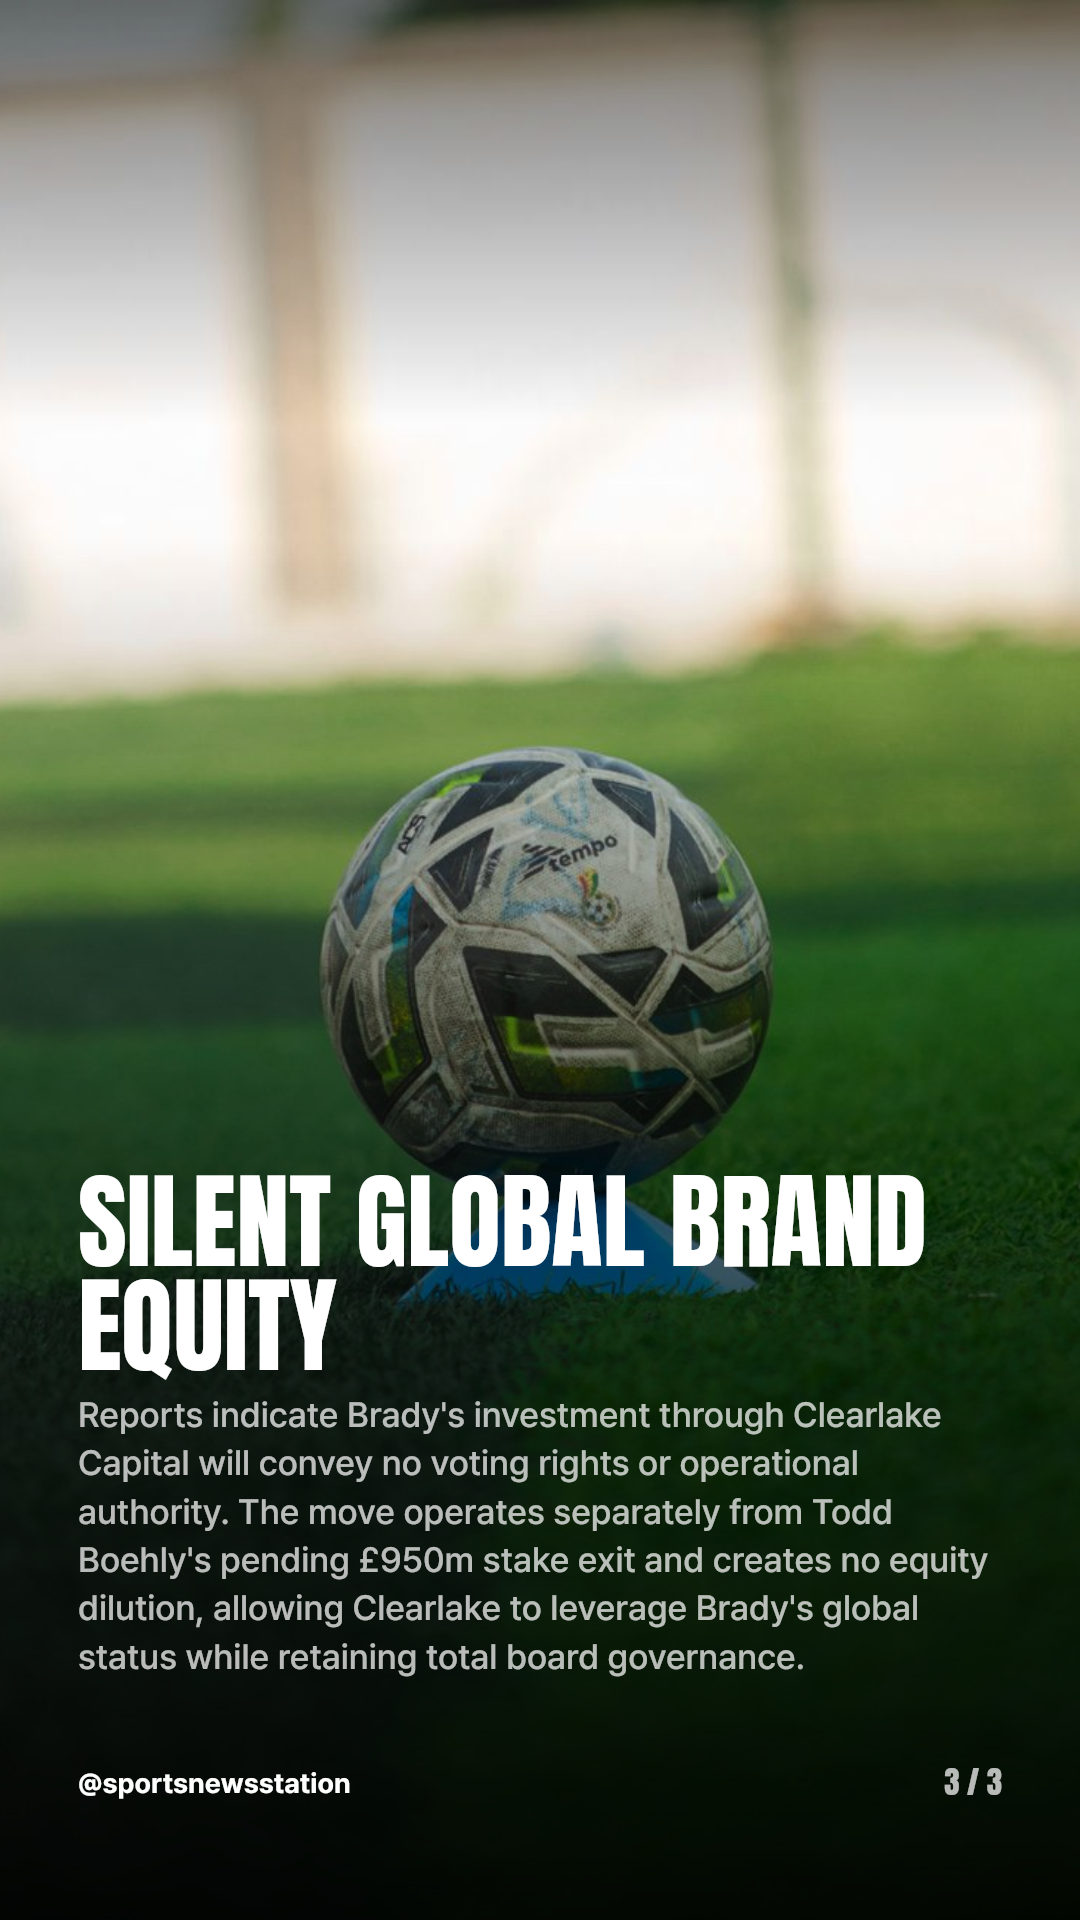 ACS
tempo
SILENT GLOBAL BRAND
EQUITY
Reports indicate Brady's investment through Clearlake
Capital will convey no voting rights or operational
authority. The move operates separately from Todd
Boehly's pending £950m stake exit and creates no equity
dilution, allowing Clearlake to leverage Brady's global
status while retaining total board governance.
@sportsnewsstation
3 / 3